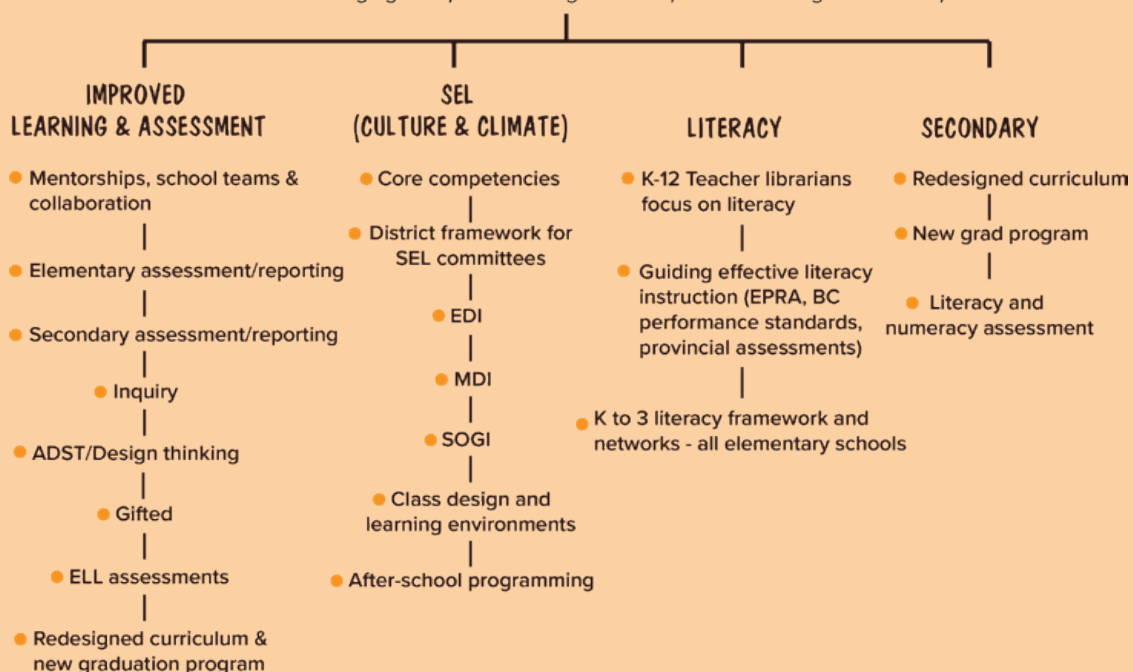 IMPROVED
LEARNING & ASSESSMENT
Mentorships, school teams &
collaboration
Elementary assessment/reporting
Secondary assessment/reporting
Inquiry
ADST/Design thinking
Gifted
ELL assessments
Redesigned curriculum &
new graduation program
SEL
(CULTURE & CLIMATE)
Core competencies
District framework for
SEL committees
EDI
MDI
SOGI
Class design and
learning environments
After-school programming
LITERACY
K-12 Teacher librarians
focus on literacy
Guiding effective literacy
instruction (EPRA, BC
performance standards,
provincial assessments)
K to 3 literacy framework and
networks - all elementary schools
SECONDARY
Redesigned curriculum
New grad program
Literacy and
numeracy assessment